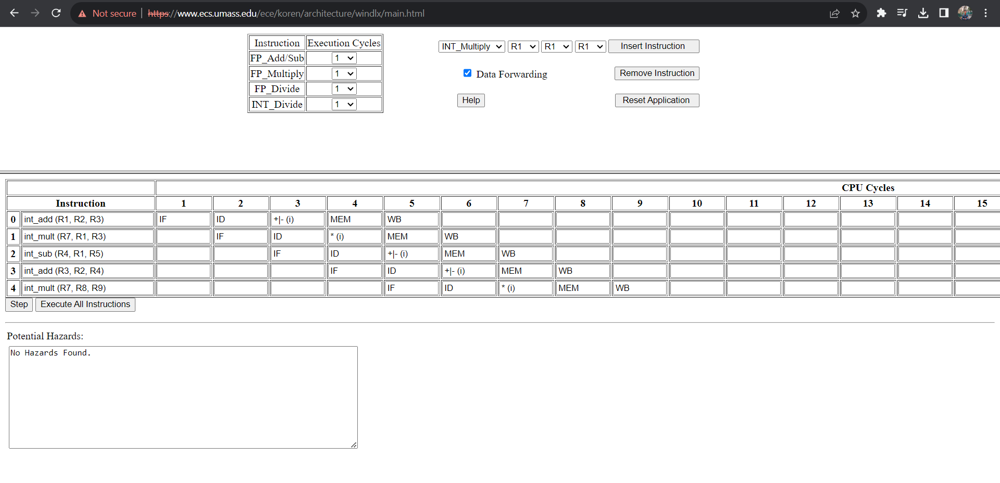 Not secure | https://www.ecs.umass.edu/ece/koren/architecture/windlx/main.html
Instruction Execution Cycles
FP_Add/Sub 1
FP_Multiply 1
FP_Divide 1
INT_Divide 1
INT_Multiply R1 R1 R1 Insert Instruction
Data Forwarding Remove Instruction
Help Reset Application
CPU Cycles
Instruction 1 2 3 4 5 6 7 8 9 10 11 12 13 14 15
0 int_add (R1, R2, R3) IF ID +|- (i) MEM WB
1 int_mult (R7, R1, R3) IF ID * (i) MEM WB
2 int_sub (R4, R1, R5) IF ID +|- (i) MEM WB
3 int_add (R3, R2, R4) IF ID +|- (i) MEM WB
4 int_mult (R7, R8, R9) IF ID * (i) MEM WB
Step Execute All Instructions
Potential Hazards:
No Hazards Found.